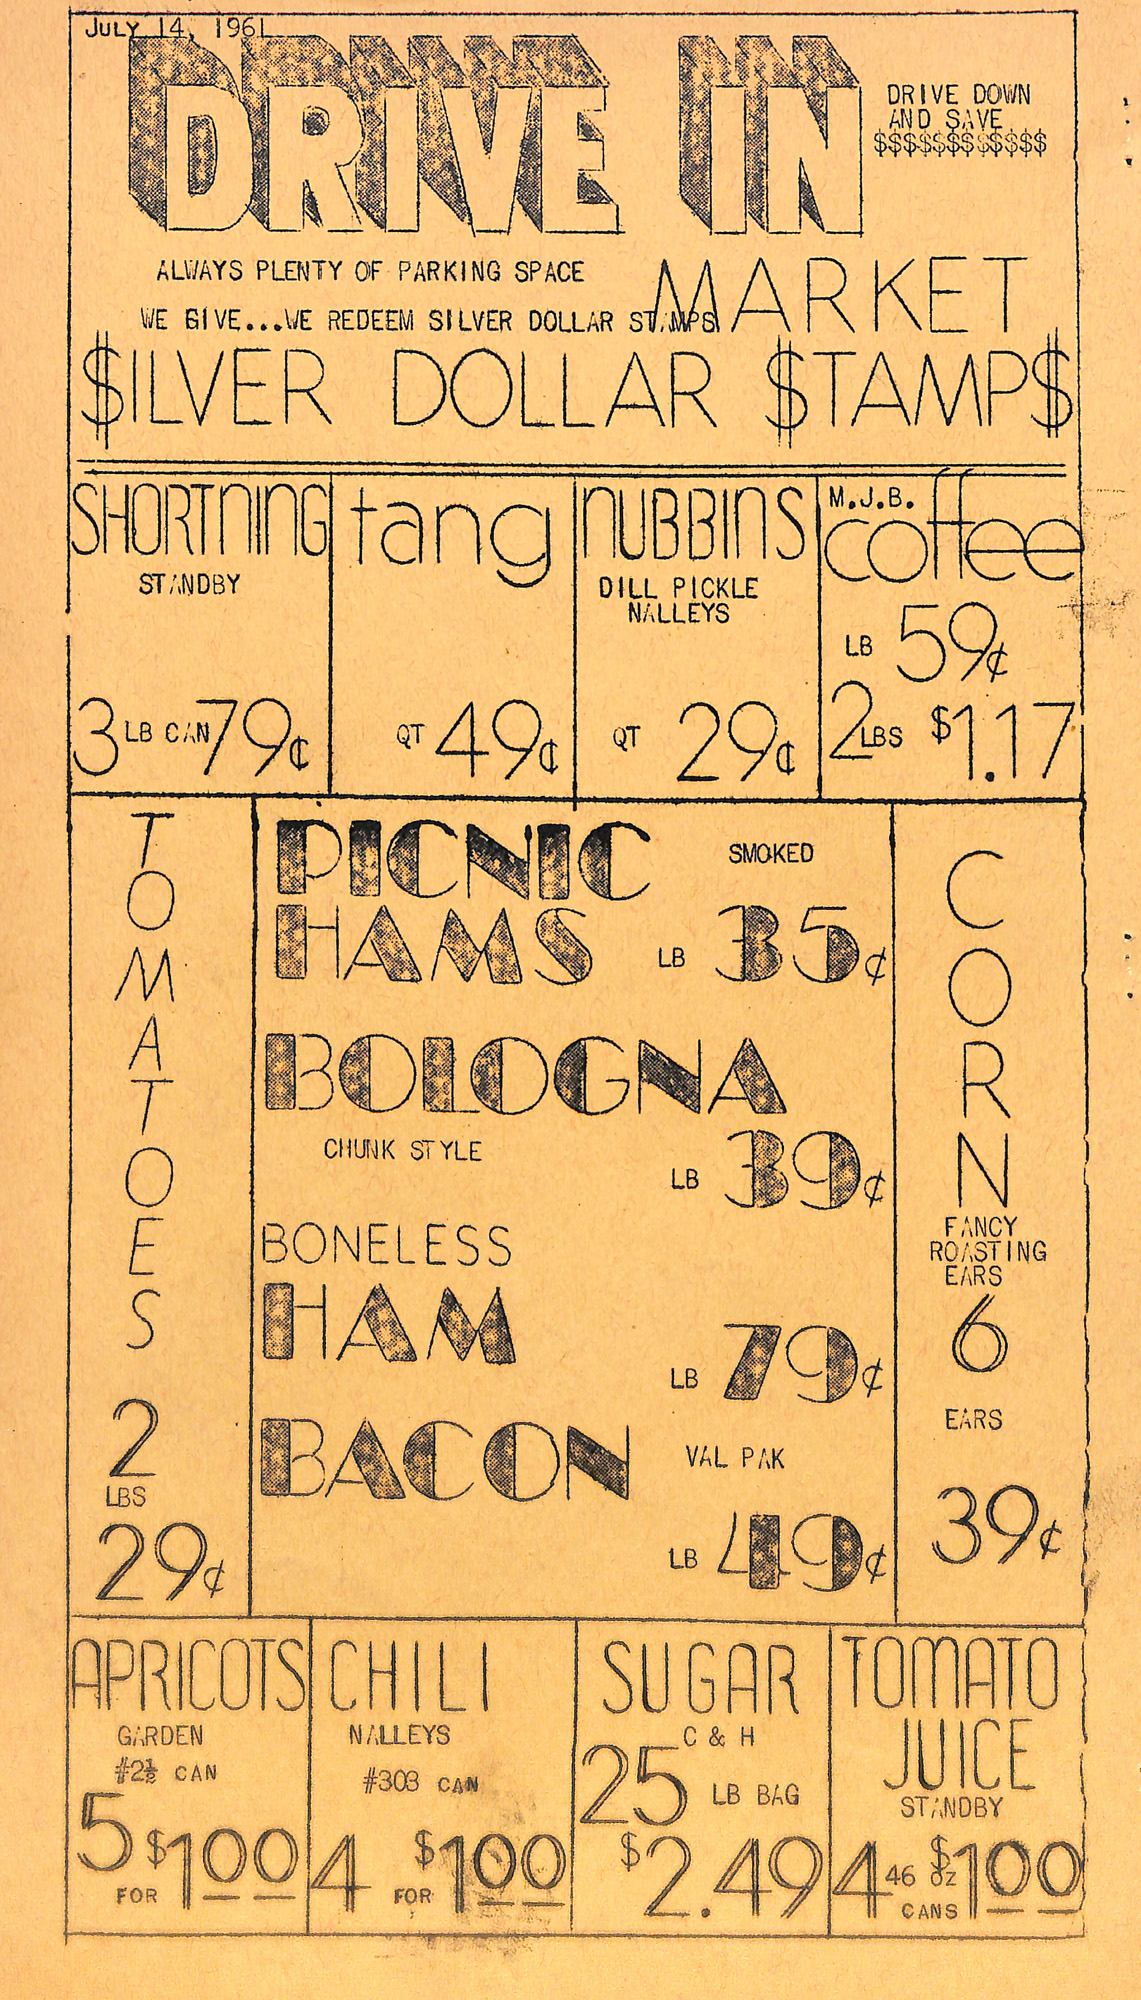 JULY 14, 1961
DRIVE IN
DRIVE DOWN
AND SAVE
$$$$$$$$$$$$
ALWAYS PLENTY OF PARKING SPACE
MARKET
WE GIVE...WE REDEEM SILVER DOLLAR STAMPS
$ILVER DOLLAR $TAMP$
SHORTNING
STANDBY
3 LB CAN 79¢
tang
QT 49¢
NUBBINS
DILL PICKLE
NALLEYS
QT 29¢
M.J.B.
coffee
LB 59¢
2 LBS $1.17
TOMATOES
2
LBS
29¢
PICNIC
SMOKED
HAMS LB 35¢
BOLOGNA
CHUNK STYLE
LB 39¢
BONELESS
HAM
LB 79¢
BACON
VAL PAK
LB 49¢
CORN
FANCY
ROASTING
EARS
6
EARS
39¢
APRICOTS
GARDEN
#2½ CAN
5 FOR $1.00
CHILI
NALLEYS
#303 CAN
4 FOR $1.00
SUGAR
C & H
25 LB BAG
$2.49
TOMATO
JUICE
STANDBY
4 46 OZ CANS $1.00